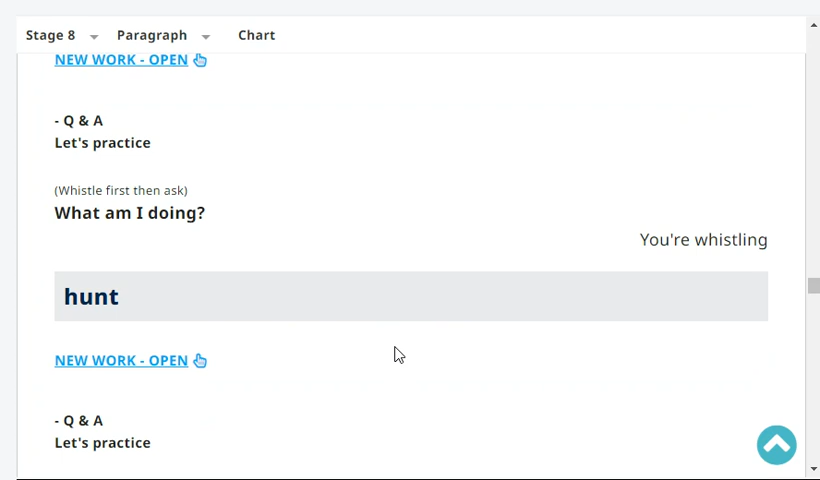 Stage 8 Paragraph Chart
NEW WORK - OPEN
- Q & A
Let's practice
(Whistle first then ask)
What am I doing?
You're whistling
hunt
NEW WORK - OPEN
- Q & A
Let's practice